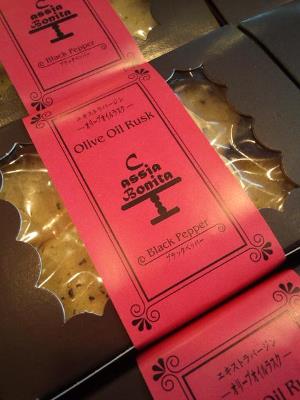 assia
Bonita
Black Pepper
ブラックペッパー
エキストラバージン
―オリーブオイルラスク―
Olive Oil Rusk
Cassia
Bonita
Black Pepper
ブラックペッパー
エキストラバージン
―オリーブオイルラスク―
Oil Rusk